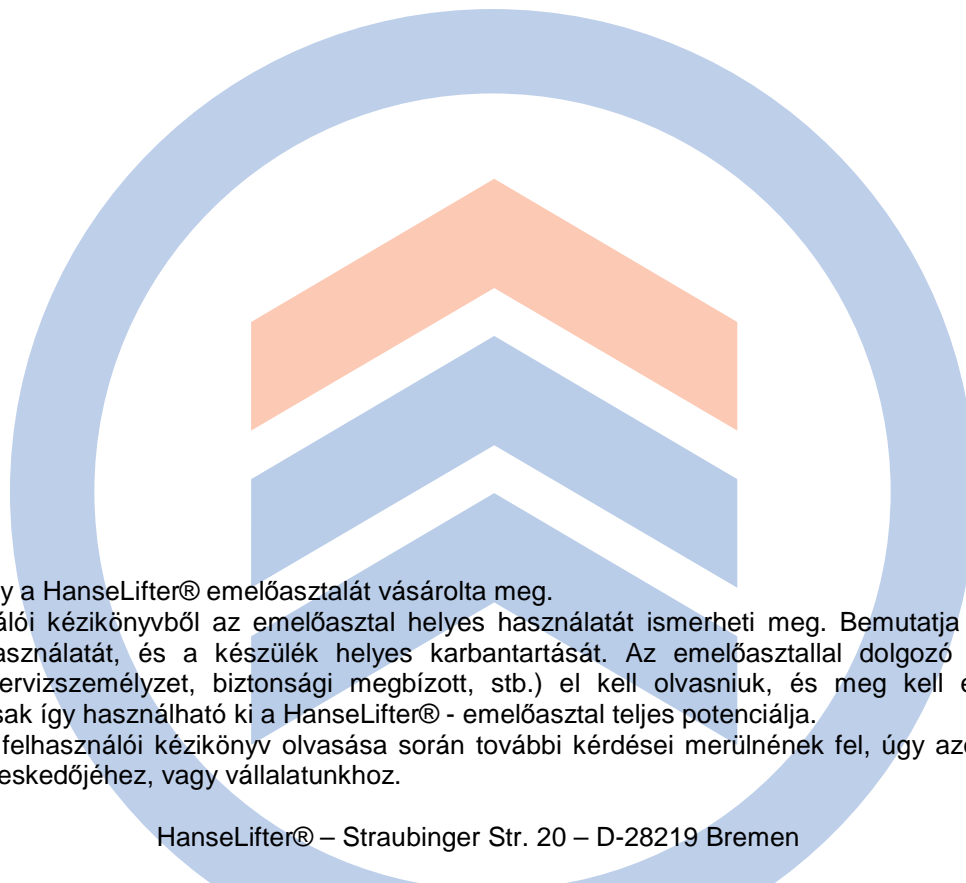 y a HanseLifter® emelőasztalát vásárolta meg.
álói kézikönyvből az emelőasztal helyes használatát ismerheti meg. Bemutatja
asználatát, és a készülék helyes karbantartását. Az emelőasztallal dolgozó
ervizszemélyzet, biztonsági megbízott, stb.) el kell olvasniuk, és meg kell
sak így használható ki a HanseLifter® - emelőasztal teljes potenciálja.
felhasználói kézikönyv olvasása során további kérdései merülnének fel, úgy
eskedőjéhez, vagy vállalatunkhoz.
HanseLifter® – Straubinger Str. 20 – D-28219 Bremen